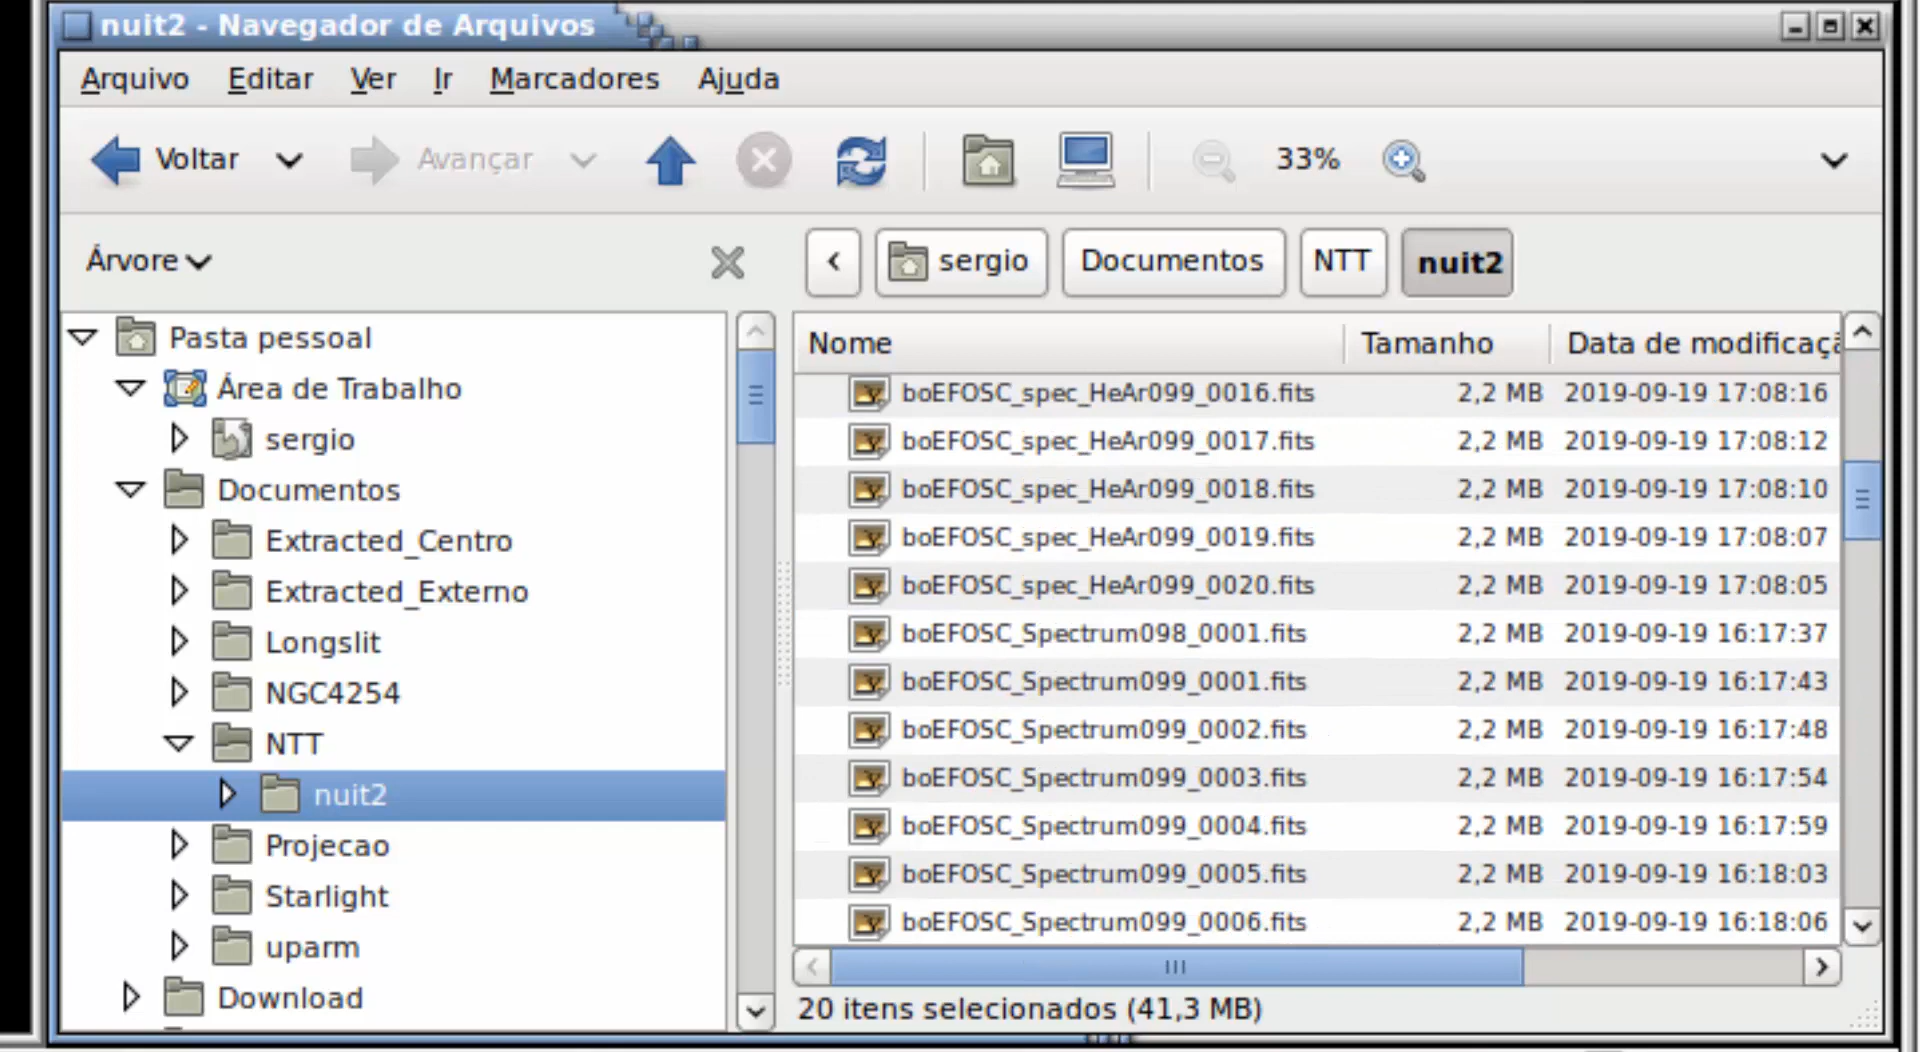 nuit2 - Navegador de Arquivos
Arquivo Editar Ver Ir Marcadores Ajuda
Voltar Avançar 33%
Árvore
sergio Documentos NTT nuit2
Pasta pessoal
Área de Trabalho
sergio
Documentos
Extracted_Centro
Extracted_Externo
Longslit
NGC4254
NTT
nuit2
Projecao
Starlight
uparm
Download
Nome Tamanho Data de modificaçã
boEFOSC_spec_HeAr099_0016.fits 2,2 MB 2019-09-19 17:08:16
boEFOSC_spec_HeAr099_0017.fits 2,2 MB 2019-09-19 17:08:12
boEFOSC_spec_HeAr099_0018.fits 2,2 MB 2019-09-19 17:08:10
boEFOSC_spec_HeAr099_0019.fits 2,2 MB 2019-09-19 17:08:07
boEFOSC_spec_HeAr099_0020.fits 2,2 MB 2019-09-19 17:08:05
boEFOSC_Spectrum098_0001.fits 2,2 MB 2019-09-19 16:17:37
boEFOSC_Spectrum099_0001.fits 2,2 MB 2019-09-19 16:17:43
boEFOSC_Spectrum099_0002.fits 2,2 MB 2019-09-19 16:17:48
boEFOSC_Spectrum099_0003.fits 2,2 MB 2019-09-19 16:17:54
boEFOSC_Spectrum099_0004.fits 2,2 MB 2019-09-19 16:17:59
boEFOSC_Spectrum099_0005.fits 2,2 MB 2019-09-19 16:18:03
boEFOSC_Spectrum099_0006.fits 2,2 MB 2019-09-19 16:18:06
20 itens selecionados (41,3 MB)